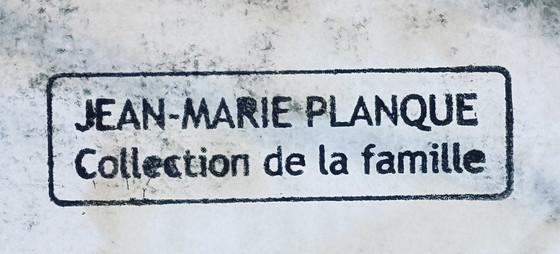 JEAN-MARIE PLANQUE
Collection de la famille